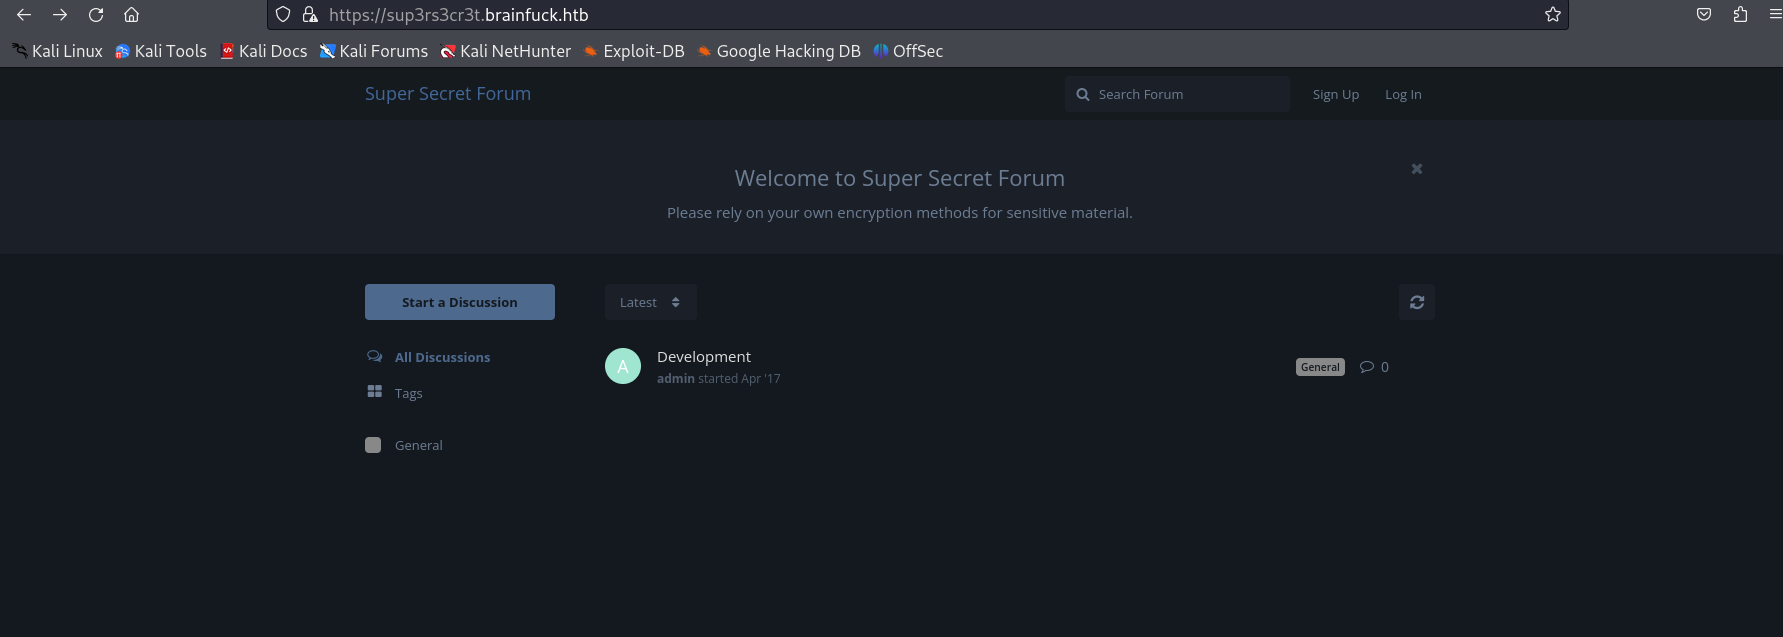 https://sup3rs3cr3t.brainfuck.htb
Kali Linux Kali Tools Kali Docs Kali Forums Kali NetHunter Exploit-DB Google Hacking DB OffSec
Super Secret Forum Search Forum Sign Up Log In
Welcome to Super Secret Forum
Please rely on your own encryption methods for sensitive material.
Start a Discussion Latest
All Discussions
Development
admin started Apr '17
General 0
Tags
General